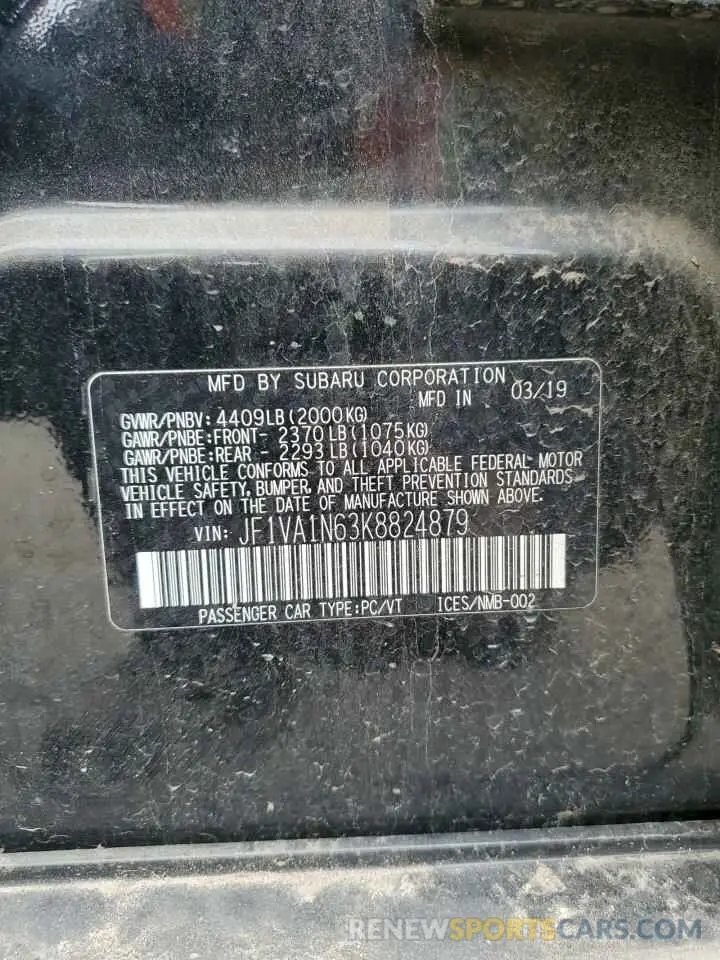 MFD BY SUBARU CORPORATION
MFD IN 03/19
GVWR/PNBV: 4409LB(2000KG)
GAWR/PNBE:FRONT- 2370LB(1075KG)
GAWR/PNBE:REAR - 2293LB(1040KG)
THIS VEHICLE CONFORMS TO ALL APPLICABLE FEDERAL MOTOR
VEHICLE SAFETY, BUMPER, AND THEFT PREVENTION STANDARDS
IN EFFECT ON THE DATE OF MANUFACTURE SHOWN ABOVE.
VIN: JF1VA1N63K8824879
PASSENGER CAR TYPE:PC/VT ICES/NMB-002
RENEWSPORTSCARS.COM